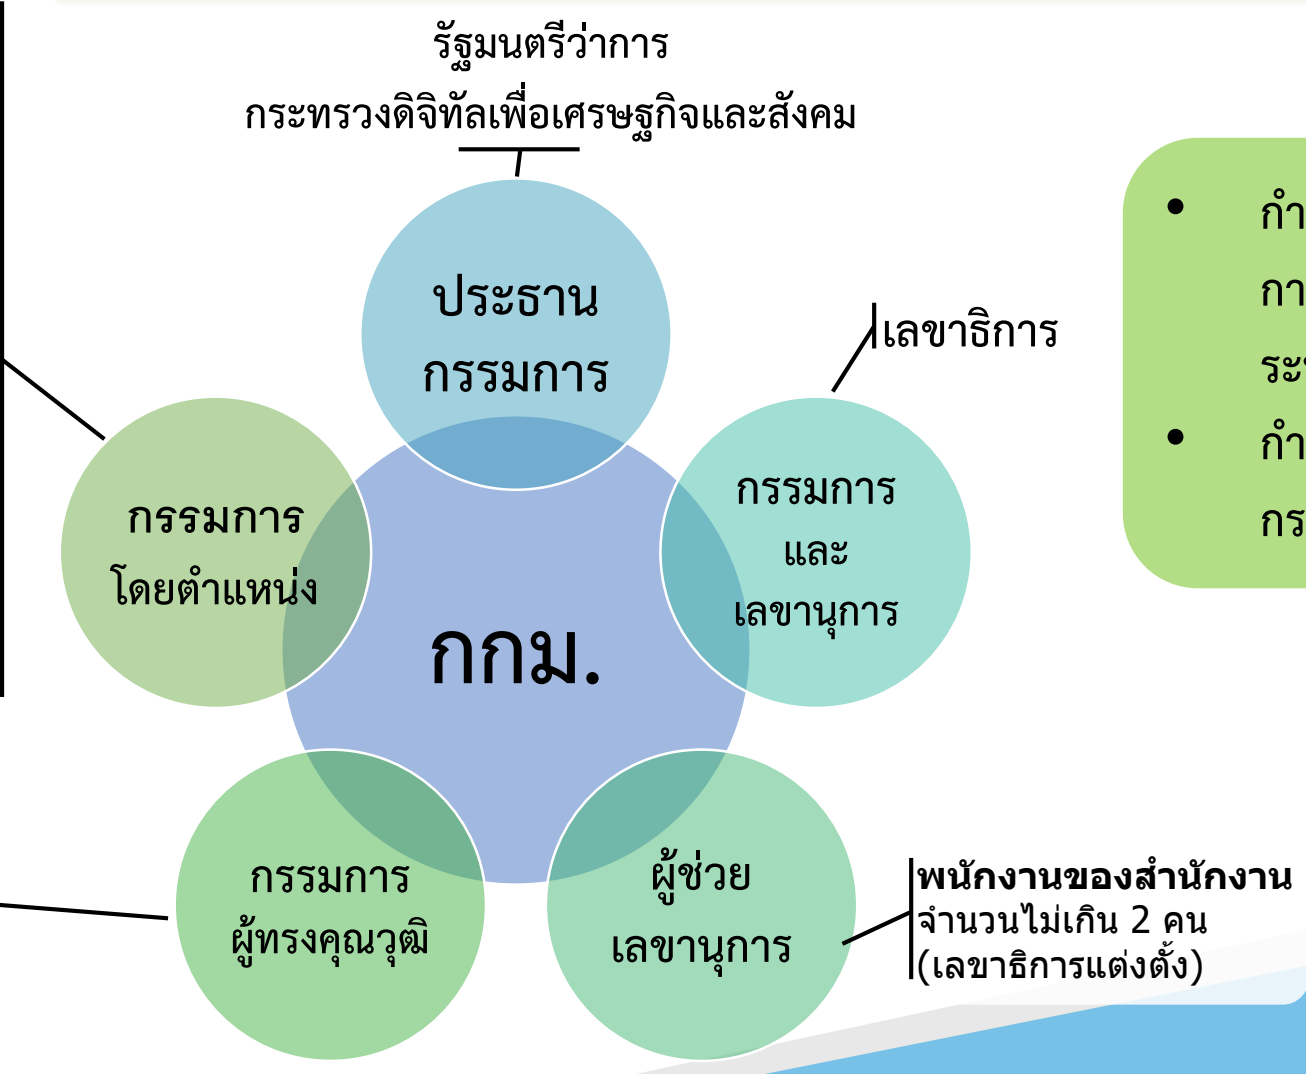 รัฐมนตรีว่าการ
กระทรวงดิจิทัลเพื่อเศรษฐกิจและสังคม
ประธาน
กรรมการ
เลขาธิการ
กรรมการ
และ
เลขานุการ
กรรมการ
โดยตำแหน่ง
กกม.
กรรมการ
ผู้ทรงคุณวุฒิ
ผู้ช่วย
เลขานุการ
พนักงานของสำนักงาน
จำนวนไม่เกิน 2 คน
(เลขาธิการแต่งตั้ง)